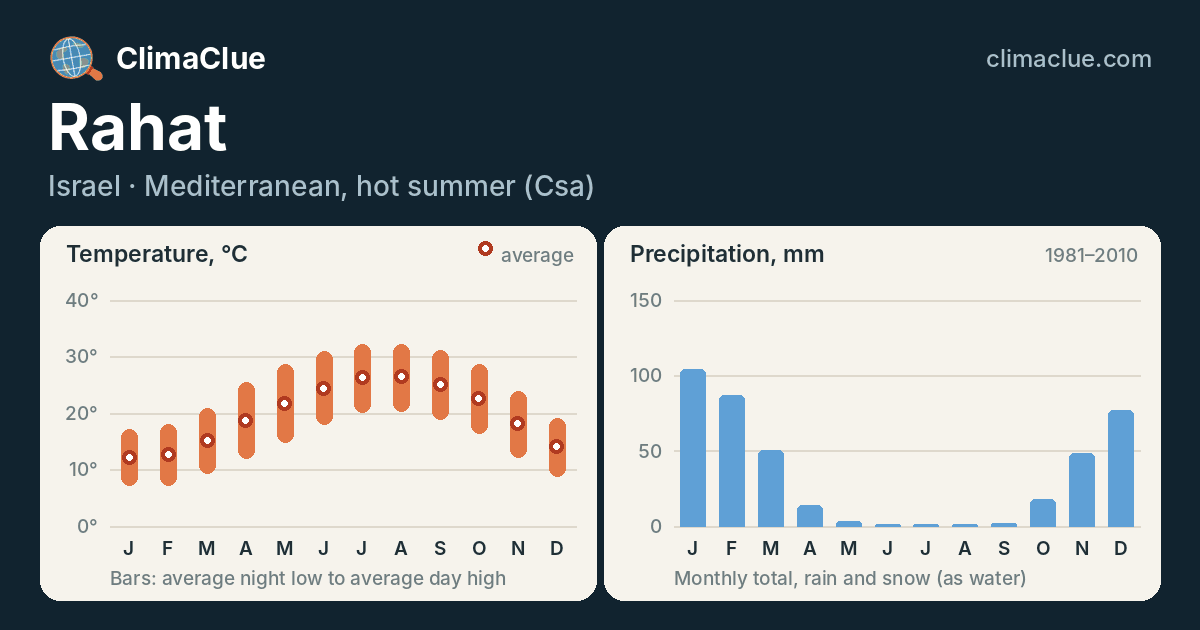 ClimaClue
climaclue.com
Rahat
Israel · Mediterranean, hot summer (Csa)
Temperature, °C
average
40°
30°
20°
10°
0°
J F M A M J J A S O N D
Bars: average night low to average day high
Precipitation, mm
1981–2010
150
100
50
0
J F M A M J J A S O N D
Monthly total, rain and snow (as water)